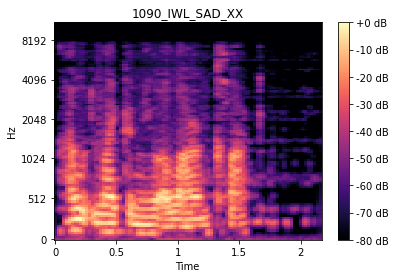 1090_IWL_SAD_XX
+0 dB
8192
-10 dB
4096
-20 dB
-30 dB
2048
Hz
-40 dB
1024
-50 dB
-60 dB
512
-70 dB
0
-80 dB
0 0.5 1 1.5 2
Time